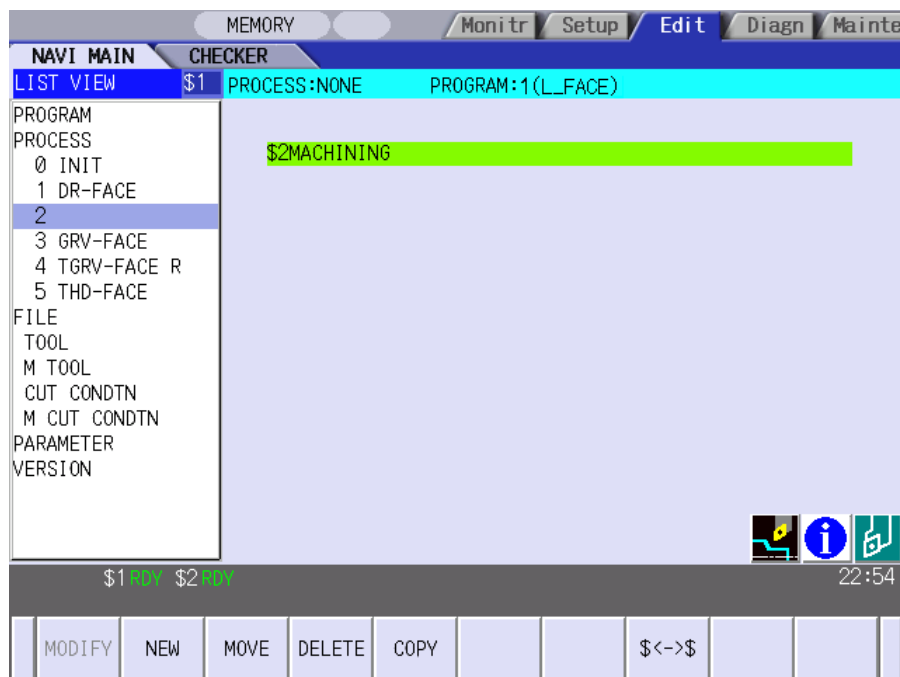 MEMORY Monitr Setup Edit Diagn Mainte
NAVI MAIN CHECKER
LIST VIEW $1 PROCESS:NONE PROGRAM:1(L_FACE)
PROGRAM
PROCESS
$2MACHINING
0 INIT
1 DR-FACE
2
3 GRV-FACE
4 TGRV-FACE R
5 THD-FACE
FILE
TOOL
M TOOL
CUT CONDTN
M CUT CONDTN
PARAMETER
VERSION
i
$1 RDY $2 RDY 22:54
MODIFY NEW MOVE DELETE COPY $<->$